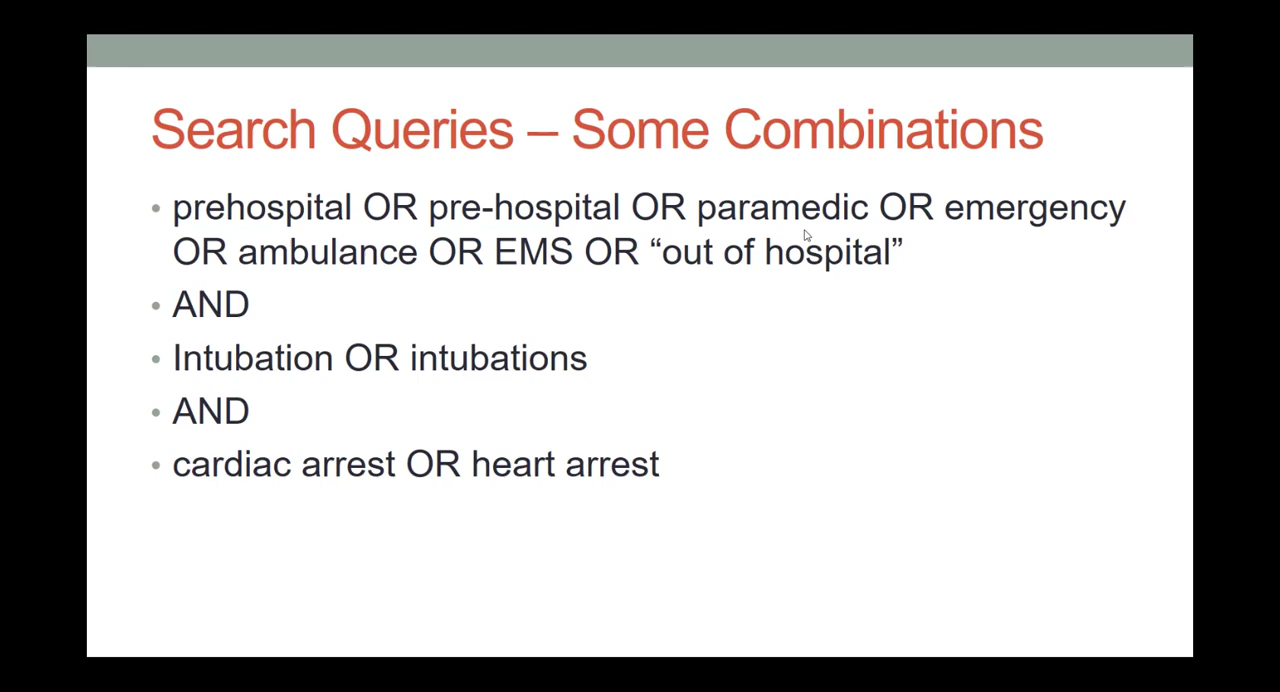 Search Queries – Some Combinations
• prehospital OR pre-hospital OR paramedic OR emergency
OR ambulance OR EMS OR “out of hospital”
• AND
• Intubation OR intubations
• AND
• cardiac arrest OR heart arrest